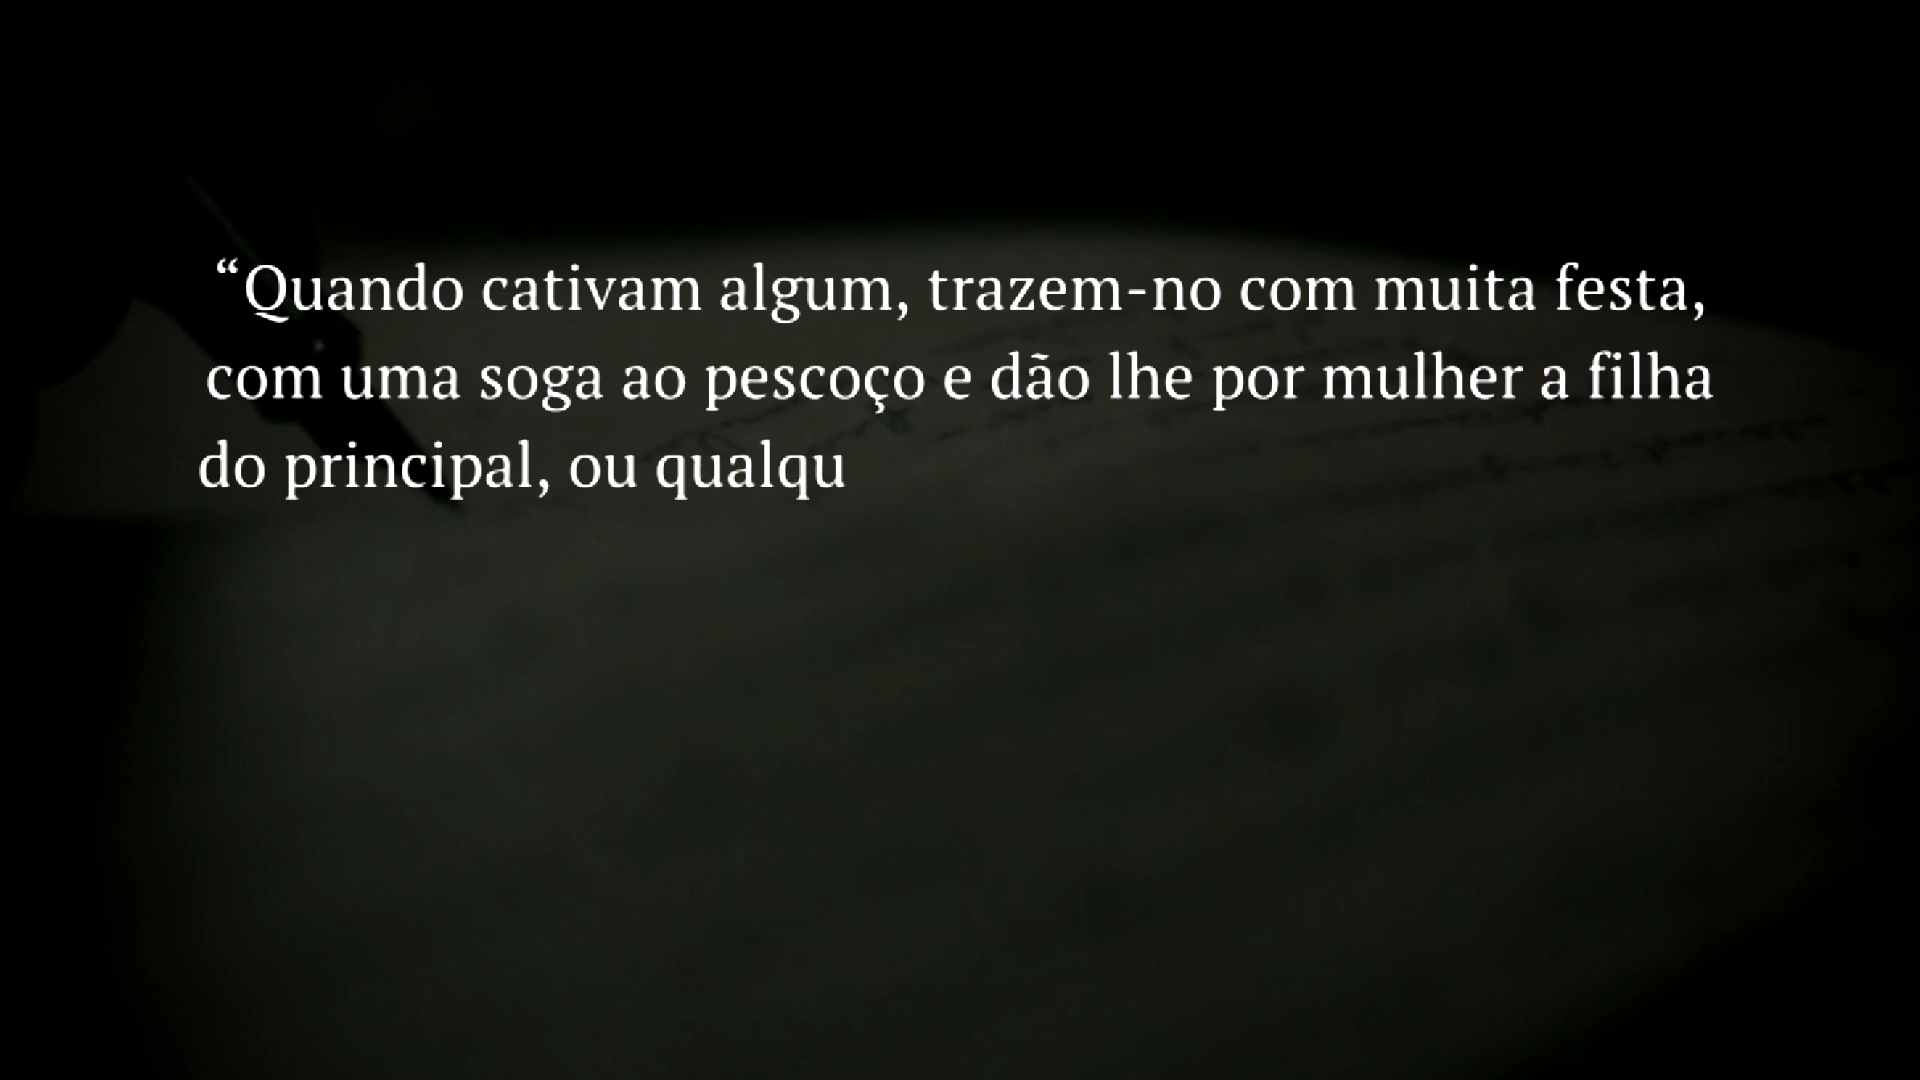 “Quando cativam algum, trazem-no com muita festa,
com uma soga ao pescoço e dão lhe por mulher a filha
do principal, ou qualqu